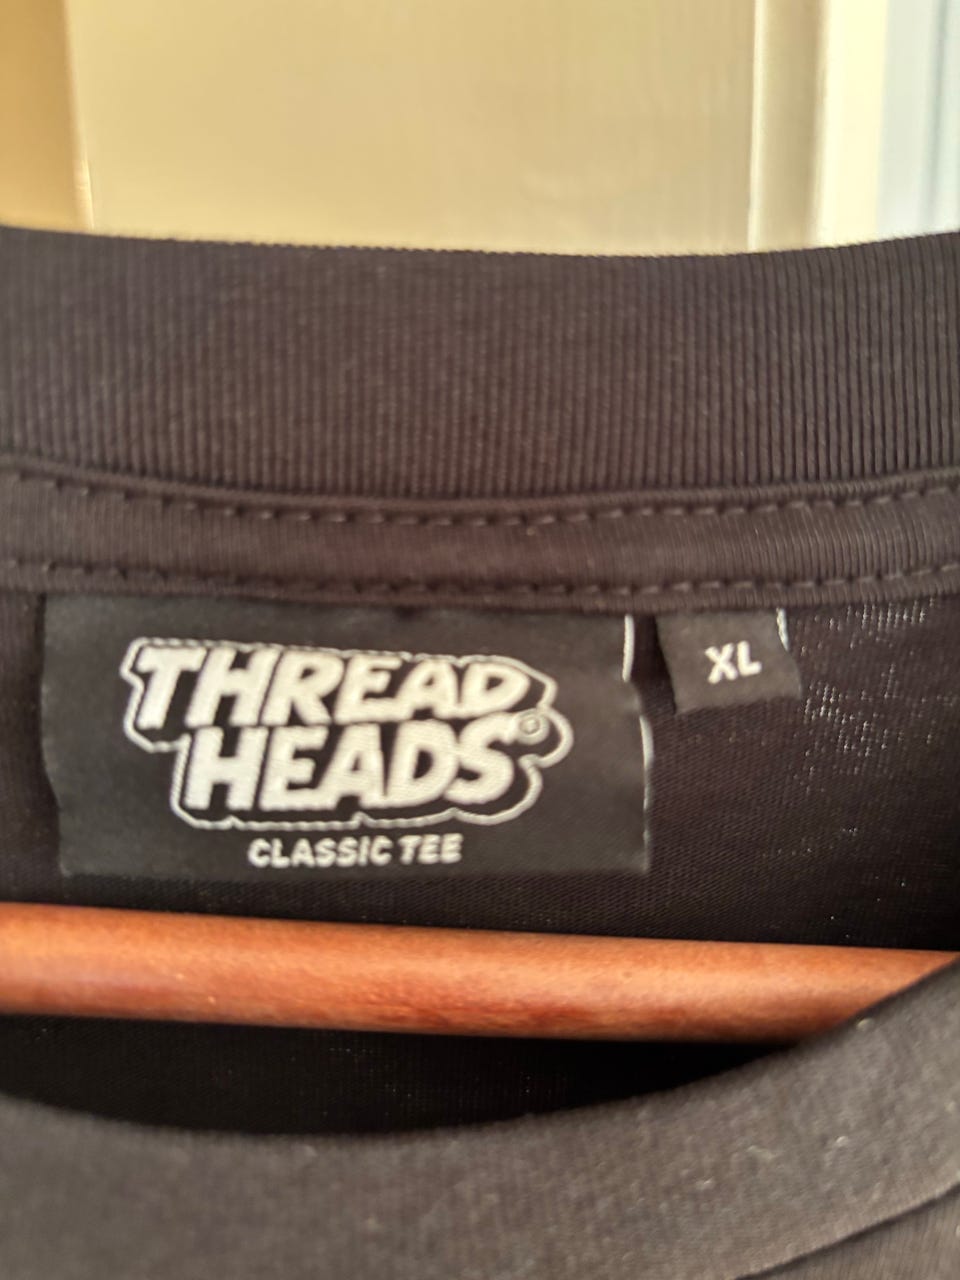 THREAD
HEADS
CLASSIC TEE
XL